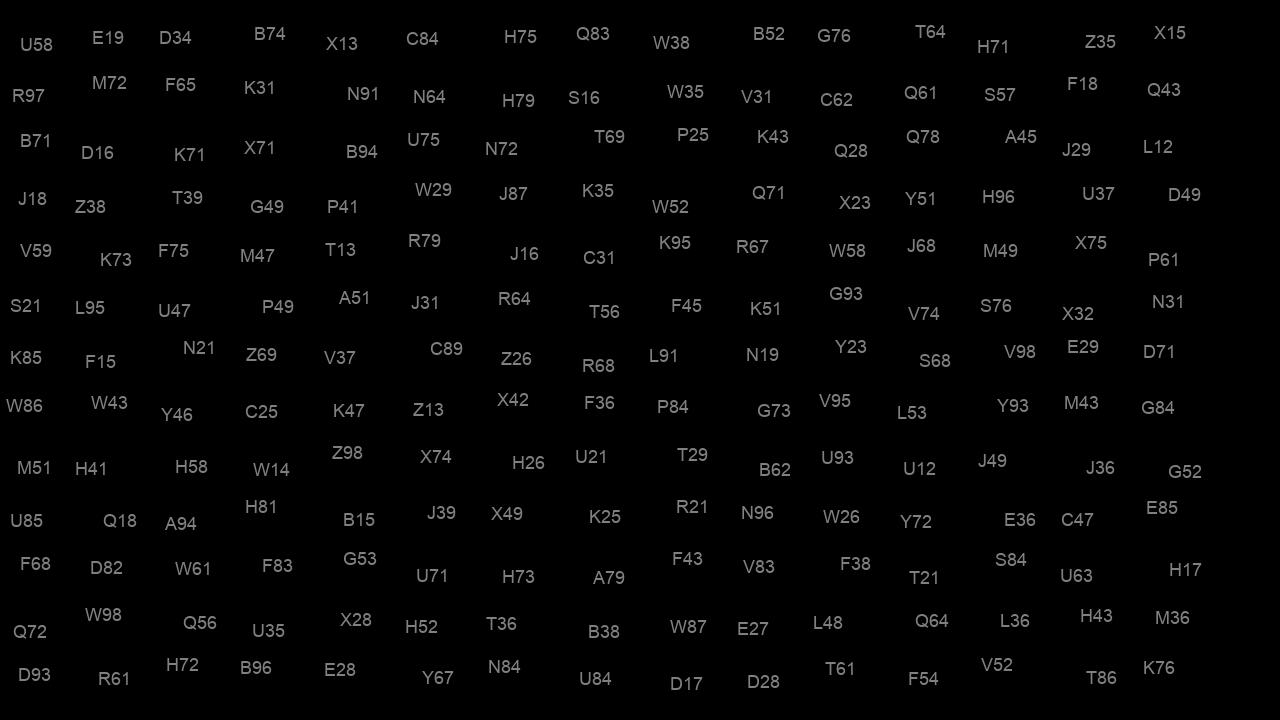 U58 E19 D34 B74 X13 C84 H75 Q83 W38 B52 G76 T64 H71 Z35 X15
R97 M72 F65 K31 N91 N64 H79 S16 W35 V31 C62 Q61 S57 F18 Q43
B71 D16 K71 X71 B94 U75 N72 T69 P25 K43 Q28 Q78 A45 J29 L12
J18 Z38 T39 G49 P41 W29 J87 K35 W52 Q71 X23 Y51 H96 U37 D49
V59 K73 F75 M47 T13 R79 J16 C31 K95 R67 W58 J68 M49 X75 P61
S21 L95 U47 P49 A51 J31 R64 T56 F45 K51 G93 V74 S76 X32 N31
K85 F15 N21 Z69 V37 C89 Z26 R68 L91 N19 Y23 S68 V98 E29 D71
W86 W43 Y46 C25 K47 Z13 X42 F36 P84 G73 V95 L53 Y93 M43 G84
M51 H41 H58 W14 Z98 X74 H26 U21 T29 B62 U93 U12 J49 J36 G52
U85 Q18 A94 H81 B15 J39 X49 K25 R21 N96 W26 Y72 E36 C47 E85
F68 D82 W61 F83 G53 U71 H73 A79 F43 V83 F38 T21 S84 U63 H17
Q72 W98 Q56 U35 X28 H52 T36 B38 W87 E27 L48 Q64 L36 H43 M36
D93 R61 H72 B96 E28 Y67 N84 U84 D17 D28 T61 F54 V52 T86 K76